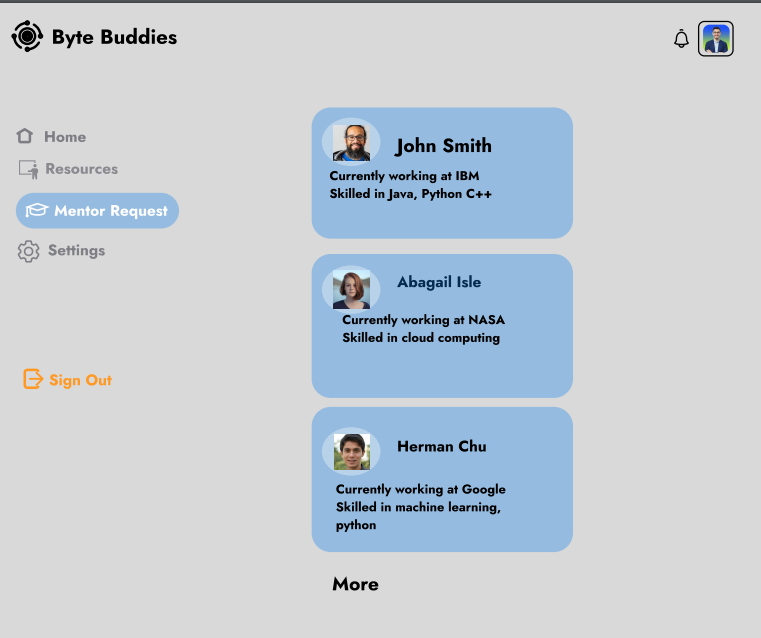 Byte Buddies
Home
Resources
Mentor Request
Settings
Sign Out
John Smith
Currently working at IBM
Skilled in Java, Python C++
Abagail Isle
Currently working at NASA
Skilled in cloud computing
Herman Chu
Currently working at Google
Skilled in machine learning,
python
More